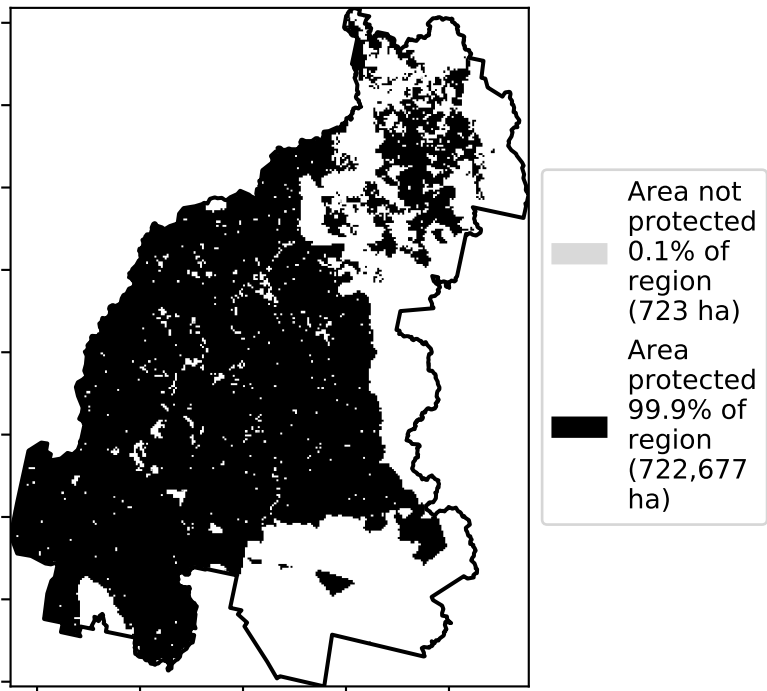 Area not
protected
0.1% of
region
(723 ha)
Area
protected
99.9% of
region
(722,677
ha)